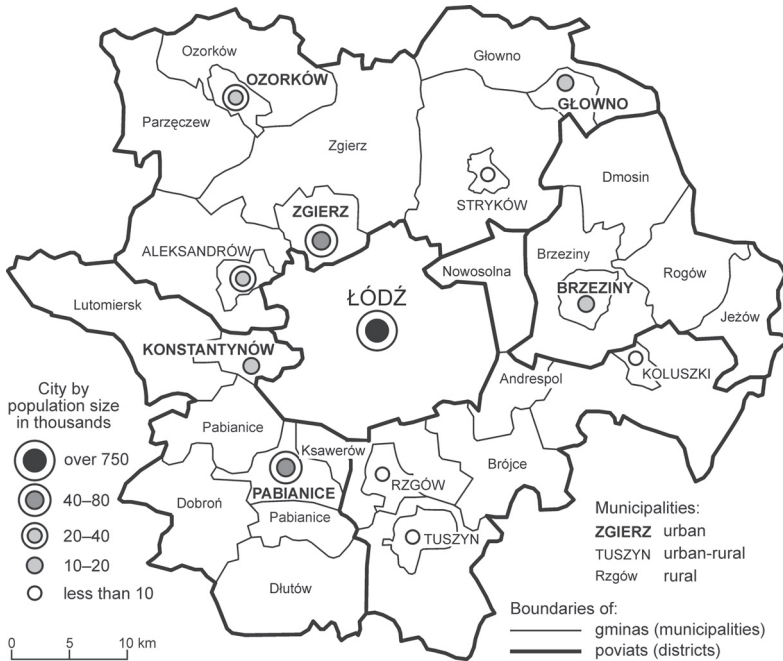 Ozorków
OZORKÓW
Głowno
GŁOWNO
Parzęczew
Zgierz
STRYKÓW
Dmosin
ZGIERZ
ALEKSANDRÓW
Nowosolna
Brzeziny
BRZEZINY
Rogów
Jeżów
Lutomiersk
ŁÓDŹ
KONSTANTYNÓW
KOLUSZKI
Andrespol
Pabianice
Ksawerów
PABIANICE
RZGÓW
Brójce
Dobroń
Pabianice
TUSZYN
Dłutów
City by
population size
in thousands
over 750
40–80
20–40
10–20
less than 10
0 5 10 km
Municipalities:
ZGIERZ urban
TUSZYN urban-rural
Rzgów rural
Boundaries of:
gminas (municipalities)
poviats (districts)